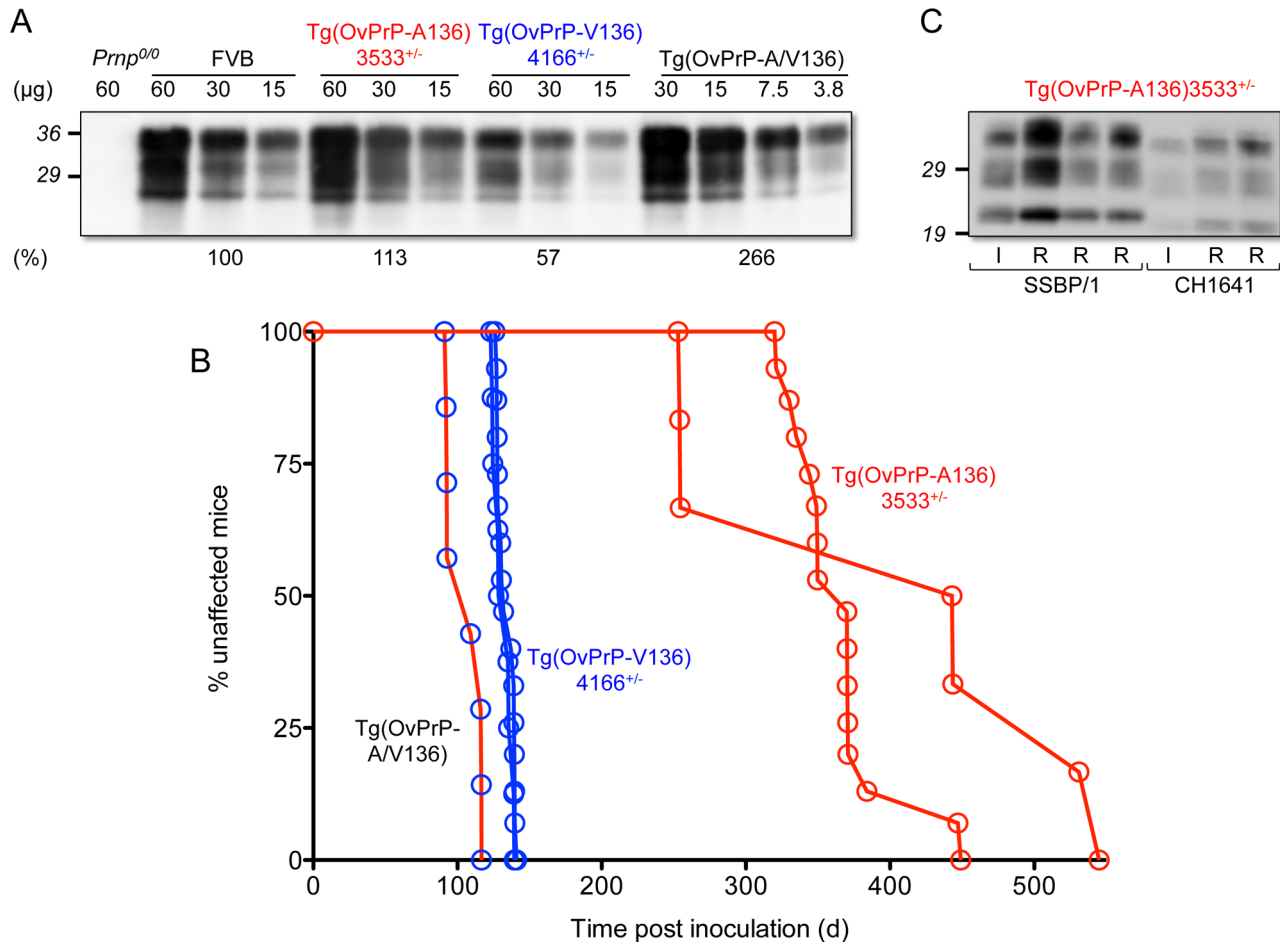 A
Prnp0/0
FVB
Tg(OvPrP-A136)
3533+/-
Tg(OvPrP-V136)
4166+/-
Tg(OvPrP-A/V136)
(µg)
60 60 30 15 60 30 15 60 30 15 30 15 7.5 3.8
36
29
(%)
100 113 57 266
C
Tg(OvPrP-A136)3533+/-
29
19
I R R R I R R
SSBP/1 CH1641
B
% unaffected mice
100
75
50
25
0
Tg(OvPrP-A136)
3533+/-
Tg(OvPrP-V136)
4166+/-
Tg(OvPrP-
A/V136)
0 100 200 300 400 500
Time post inoculation (d)